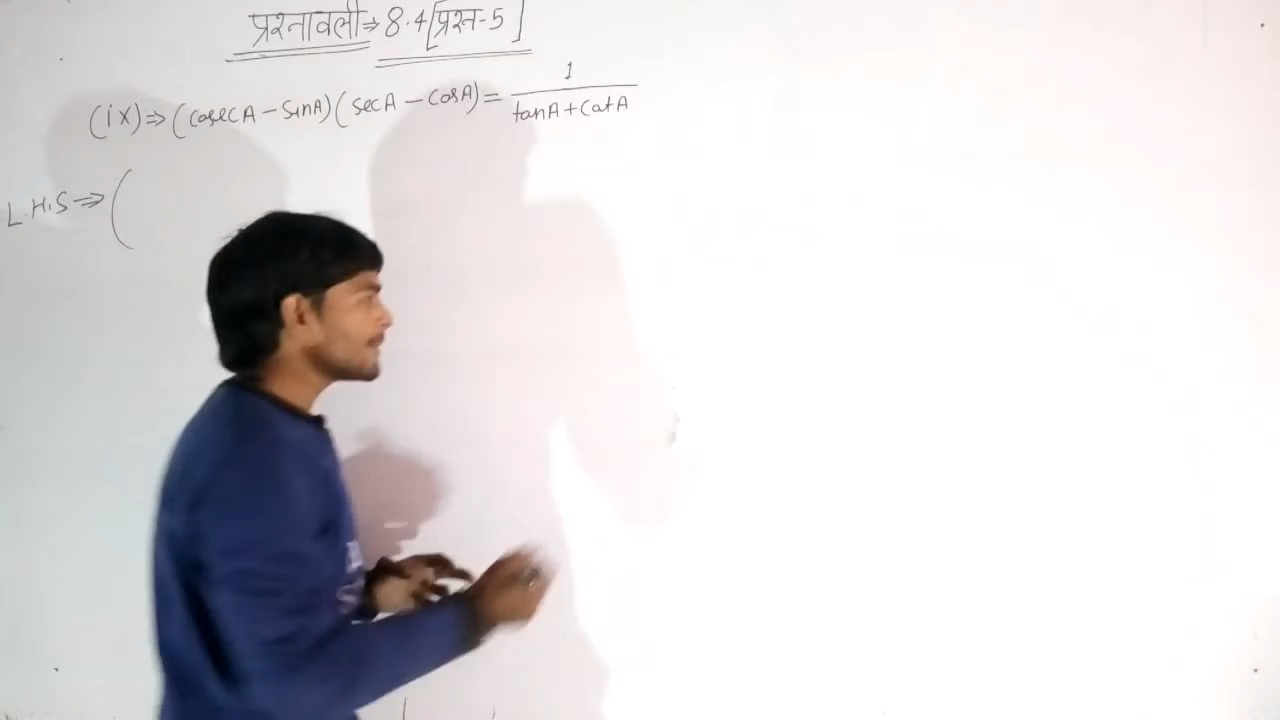 प्रश्नावली⇒ 8.4[प्रश्न-5]
(ix)⇒ (cosecA - sinA)(secA - cosA) = 1/(tanA + cotA)
L.H.S ⇒ (